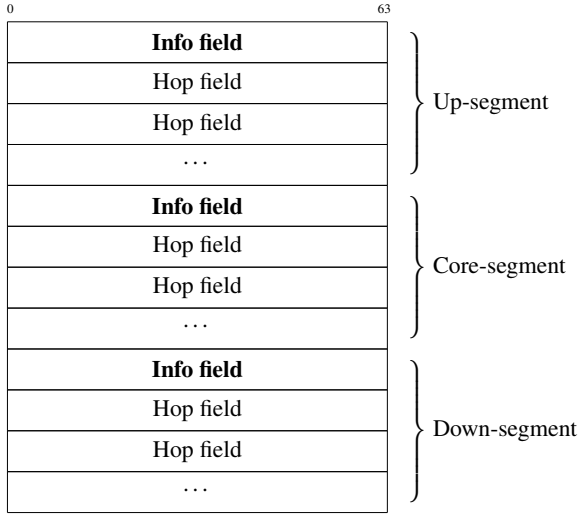 0 63
Info field
Hop field
Hop field
Up-segment
...
Info field
Hop field
Hop field
Core-segment
...
Info field
Hop field
Hop field
Down-segment
...